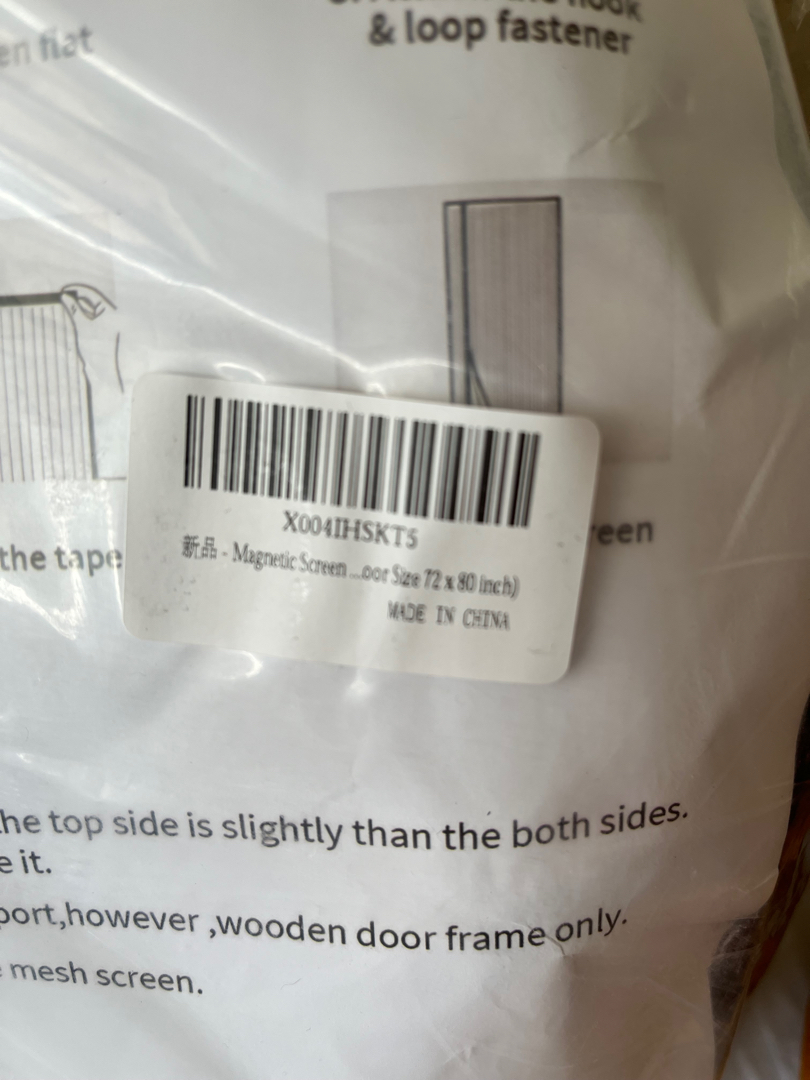 en flat
& loop fastener
X004IHSKT5
新品 - Magnetic Screen ...oor Size 72 x 80 inch)
MADE IN CHINA
the tape
reen
he top side is slightly than the both sides.
e it.
port,however ,wooden door frame only.
mesh screen.